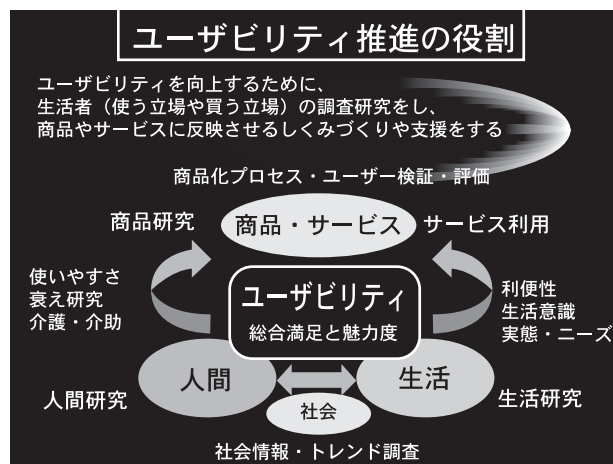 ユーザビリティ推進の役割
ユーザビリティを向上するために、
生活者（使う立場や買う立場）の調査研究をし、
商品やサービスに反映させるしくみづくりや支援をする
商品化プロセス・ユーザー検証・評価
商品研究
商品・サービス
サービス利用
使いやすさ
衰え研究
介護・介助
ユーザビリティ
総合満足と魅力度
利便性
生活意識
実態・ニーズ
人間
生活
人間研究
社会
生活研究
社会情報・トレンド調査